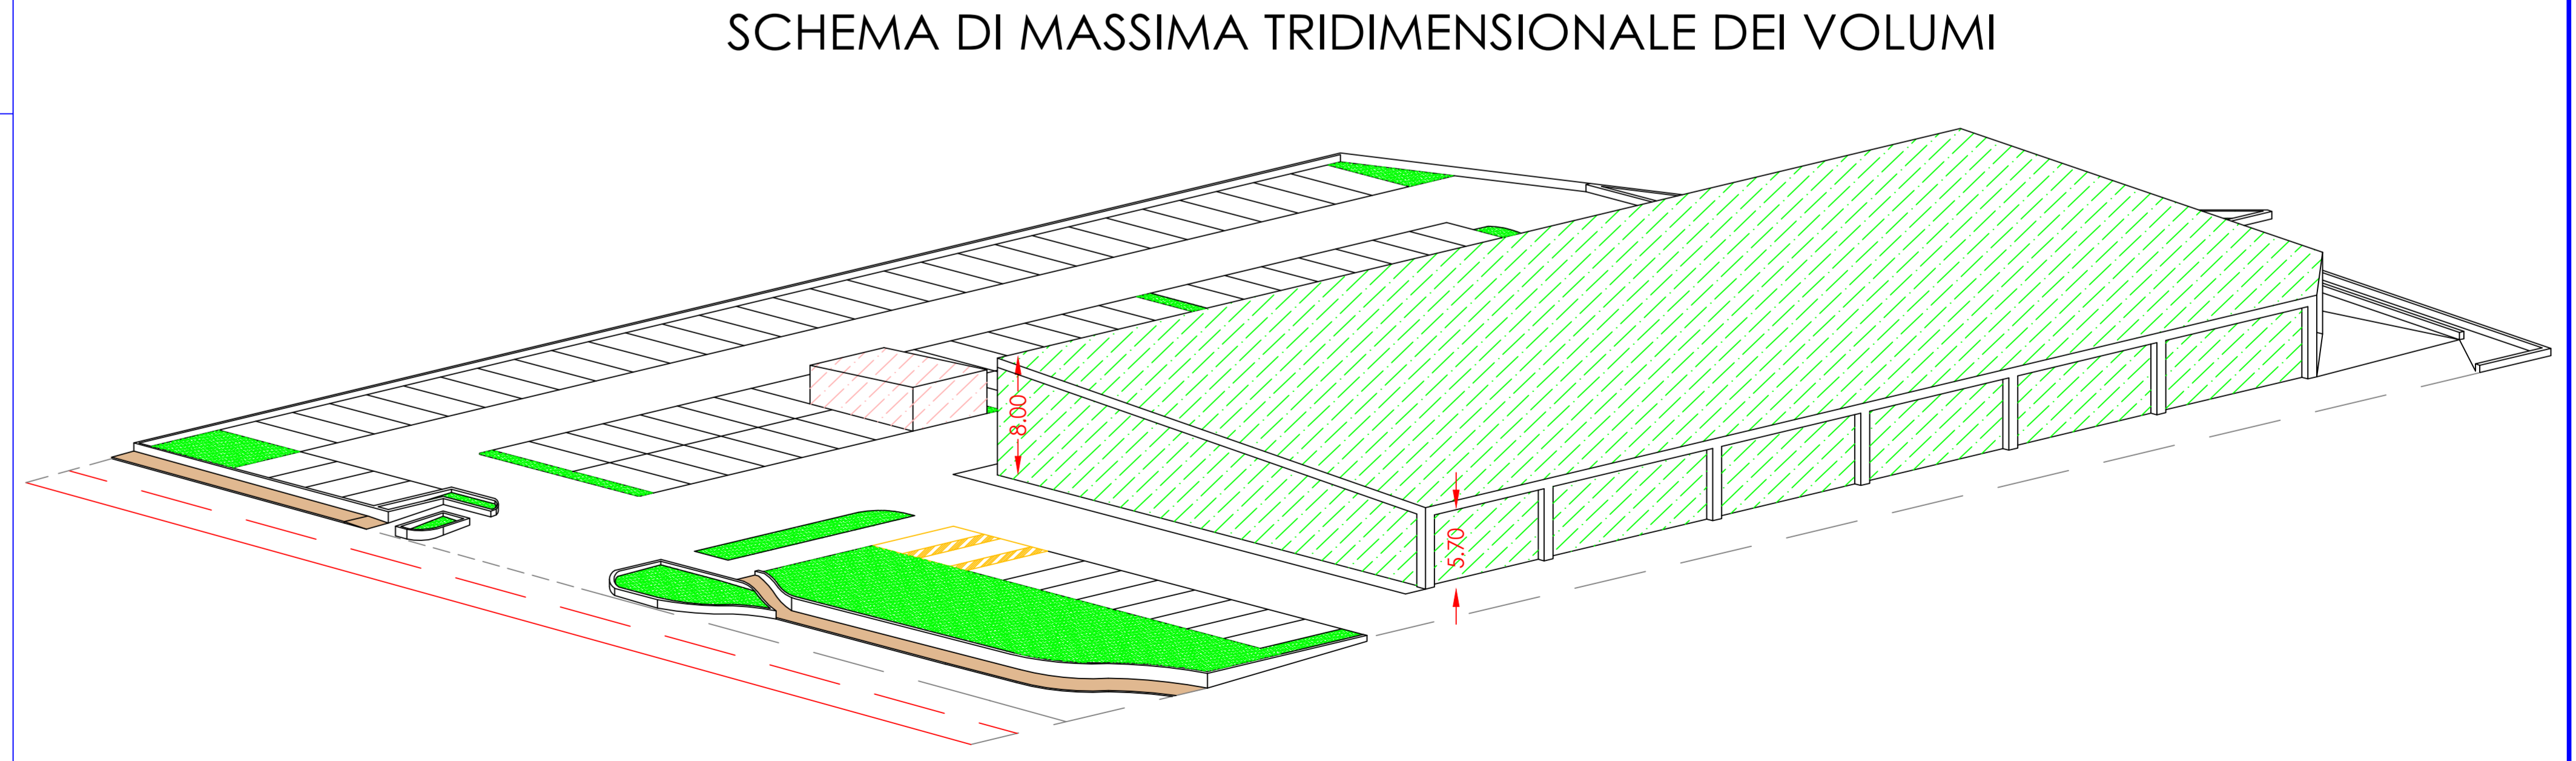 SCHEMA DI MASSIMA TRIDIMENSIONALE DEI VOLUMI
8.00
5.70